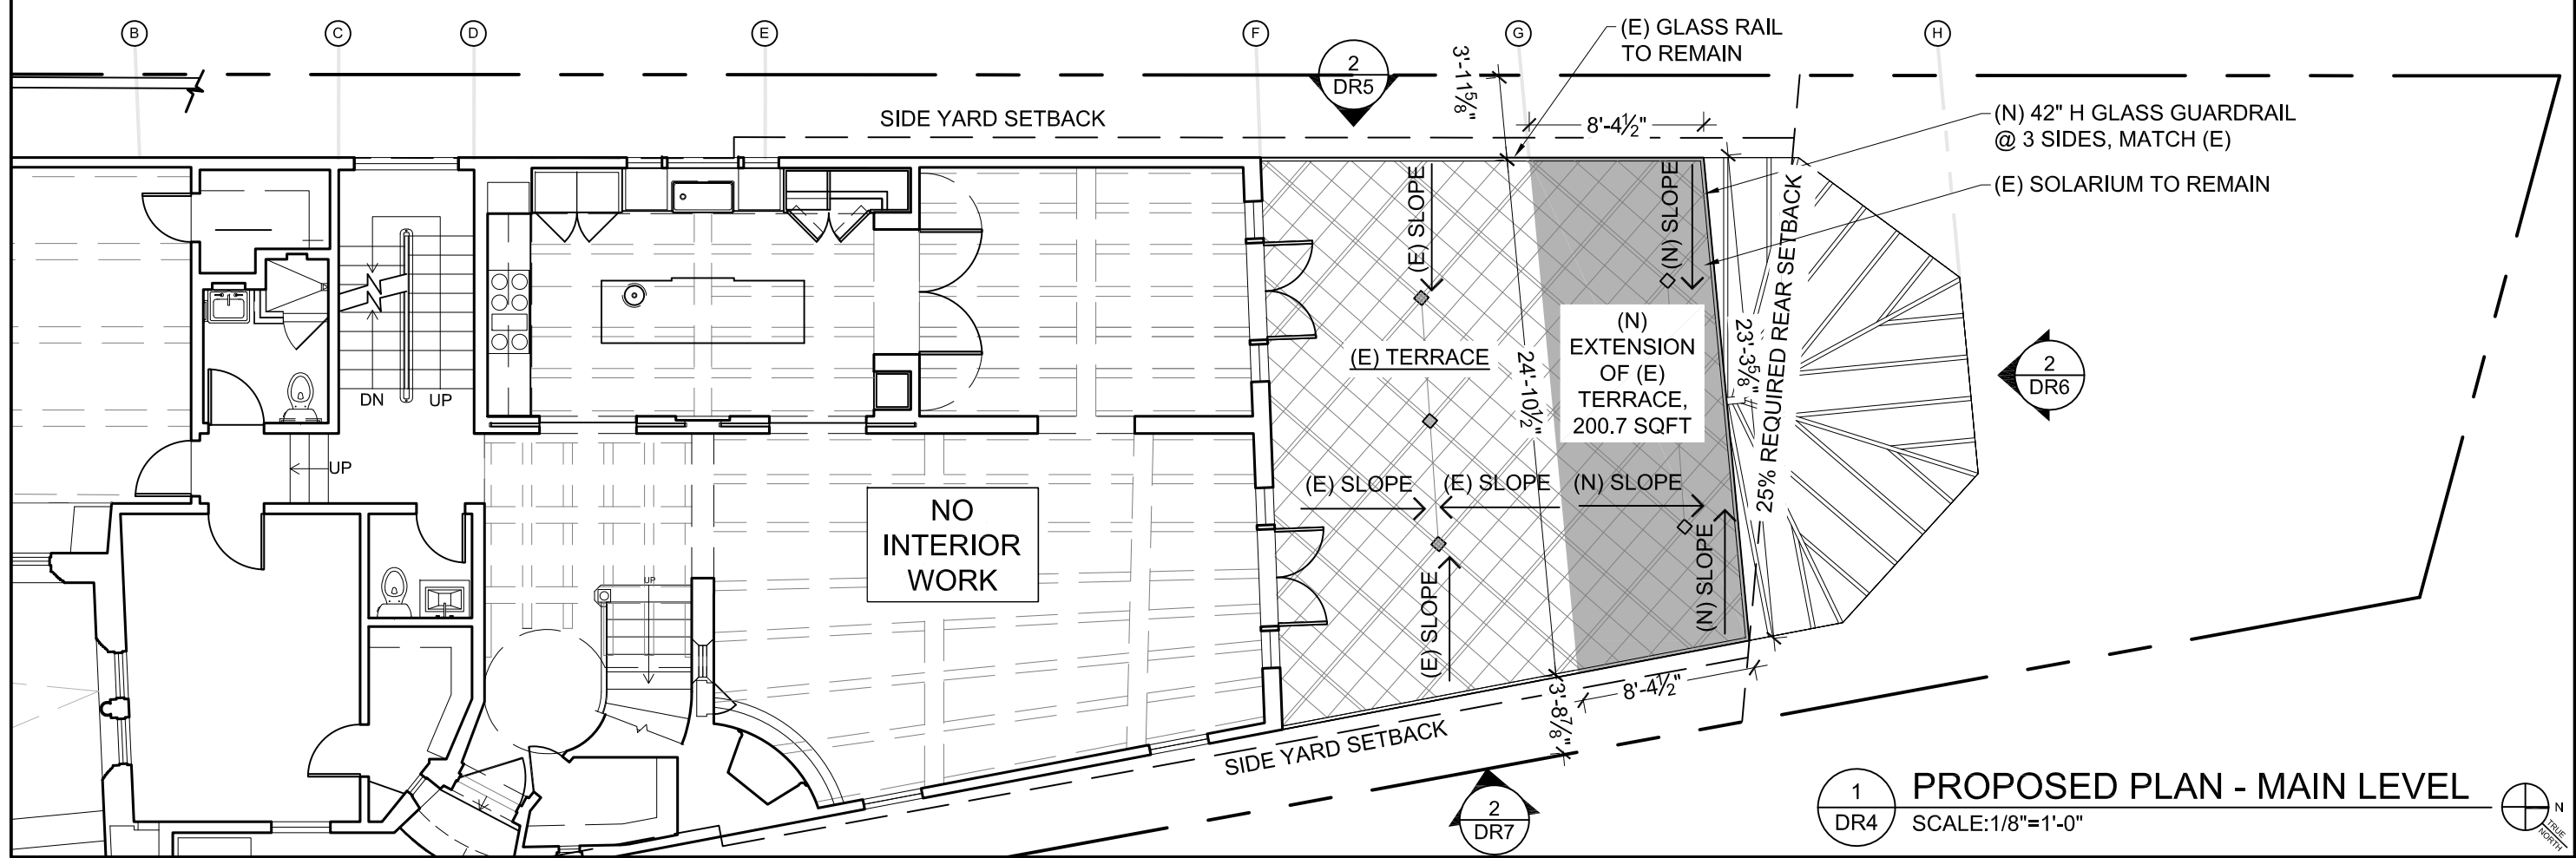 B
C
D
E
F
G
H
(E) GLASS RAIL
TO REMAIN
2
DR5
3'-11⅝"
SIDE YARD SETBACK
8'-4½"
(N) 42" H GLASS GUARDRAIL
@ 3 SIDES, MATCH (E)
(E) SOLARIUM TO REMAIN
(E) SLOPE
(N) SLOPE
25% REQUIRED REAR SETBACK
23'-3⅝"
(N)
EXTENSION
OF (E)
TERRACE,
200.7 SQFT
(E) TERRACE
24'-10½"
2
DR6
DN
UP
UP
(E) SLOPE
(E) SLOPE
(N) SLOPE
NO
INTERIOR
WORK
UP
(E) SLOPE
(N) SLOPE
8'-4½"
3'-8⅞"
SIDE YARD SETBACK
2
DR7
1
DR4
PROPOSED PLAN - MAIN LEVEL
SCALE:1/8"=1'-0"
N
TRUE
NORTH